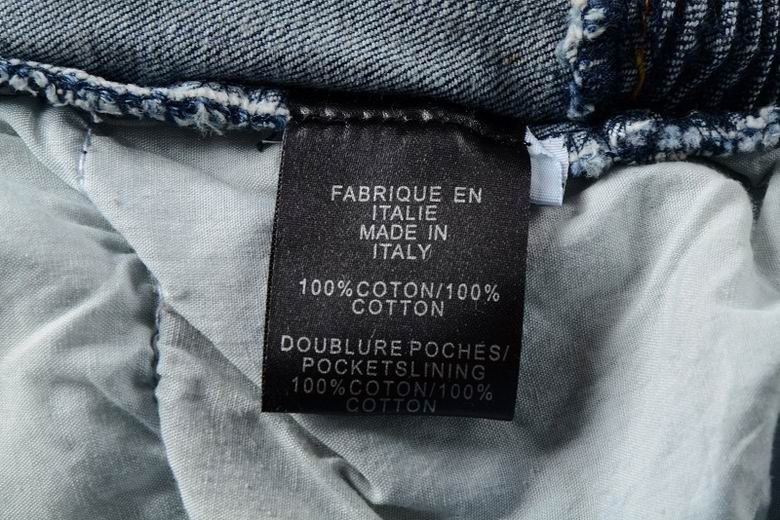 FABRIQUE EN
ITALIE
MADE IN
ITALY
100%COTON/100%
COTTON
DOUBLURE POCHES/
POCKETSLINING
100%COTON/100%
COTTON